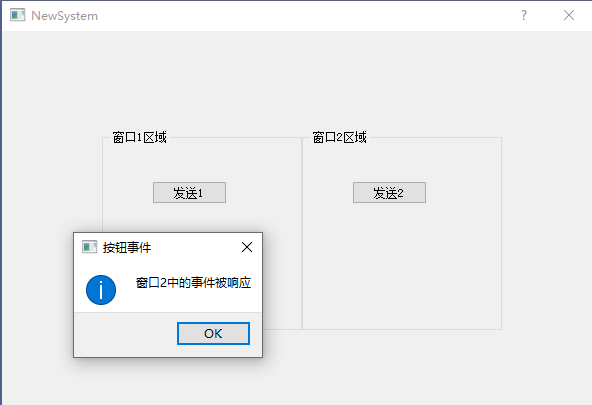 NewSystem
窗口1区域
窗口2区域
发送1
发送2
按钮事件
窗口2中的事件被响应
OK